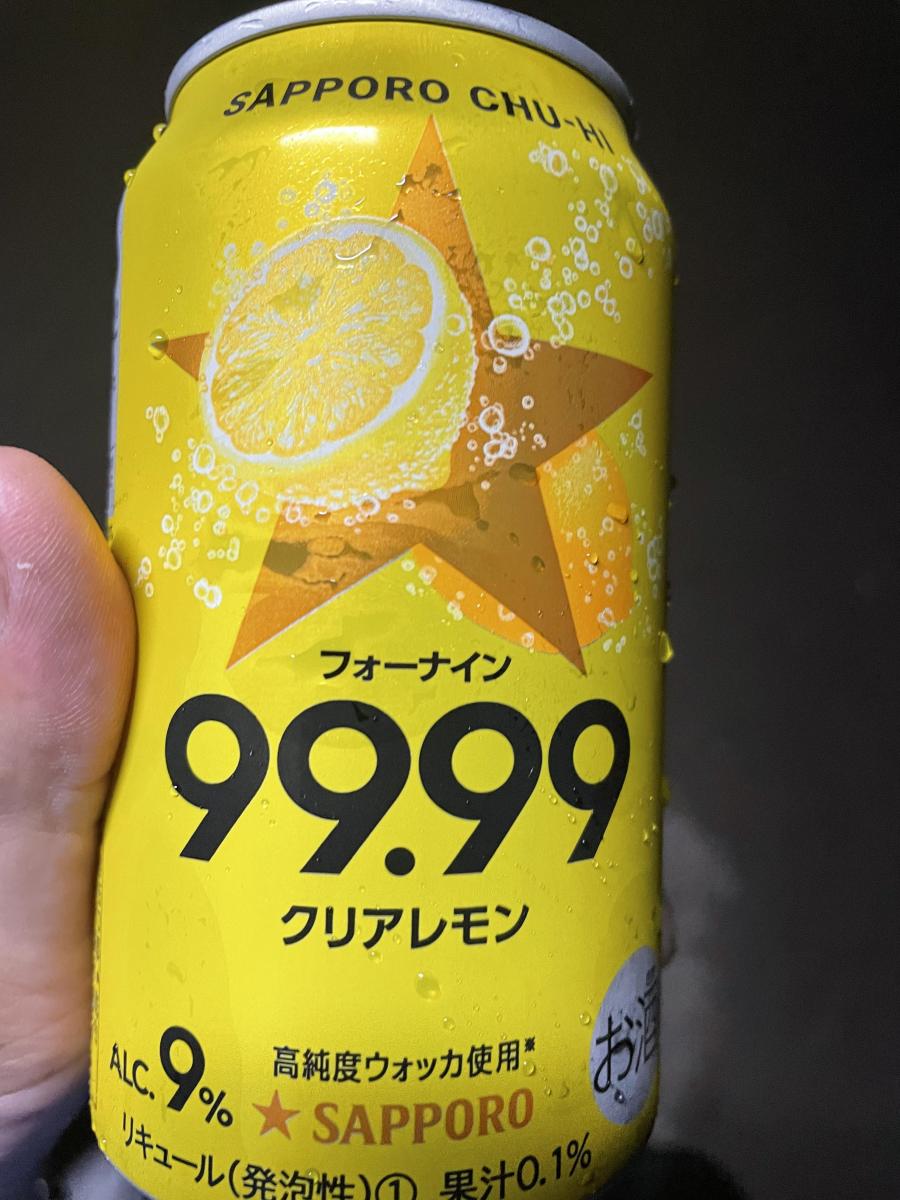 SAPPORO CHU-HI
フォーナイン
99.99
クリアレモン
お酒
ALC.9%
高純度ウォッカ使用※
★SAPPORO
リキュール(発泡性)① 果汁0.1%